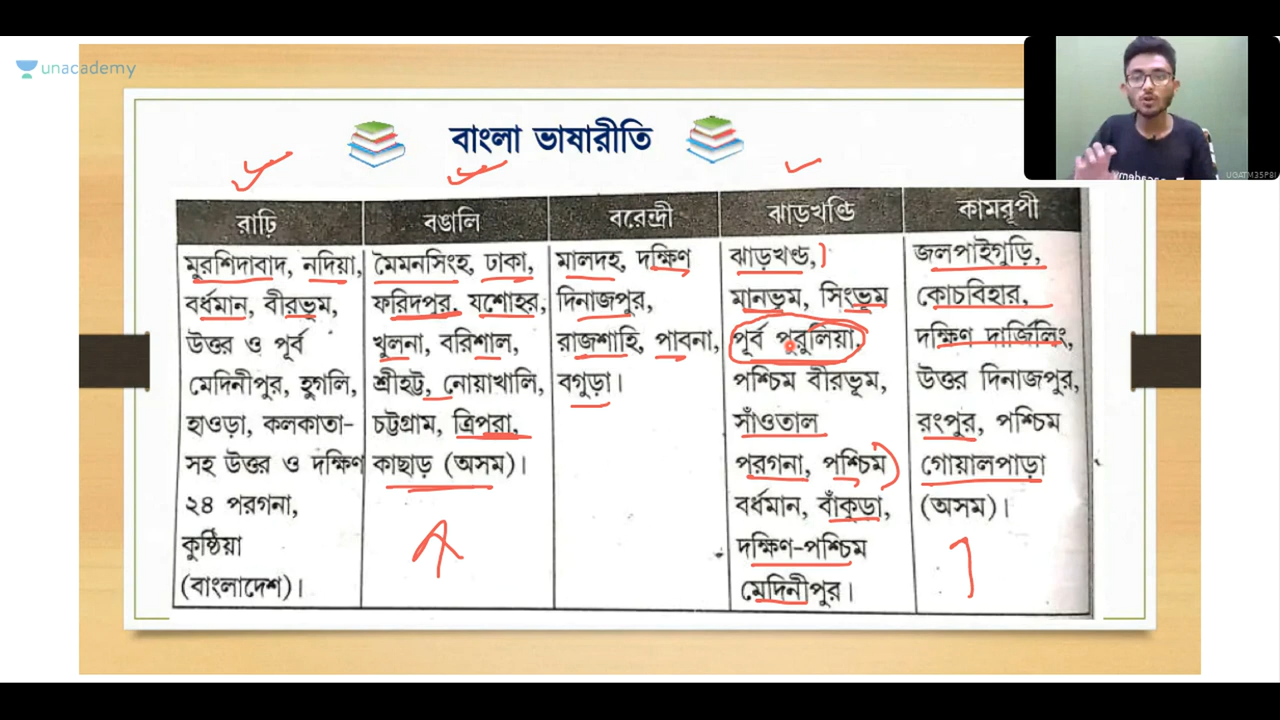 unacademy
বাংলা ভাষারীতি
রাঢ়ি
মুরশিদাবাদ, নদিয়া,
বর্ধমান, বীরভূম,
উত্তর ও পূর্ব
মেদিনীপুর, হুগলি,
হাওড়া, কলকাতা-
সহ উত্তর ও দক্ষিণ
২৪ পরগনা,
কুষ্ঠিয়া
(বাংলাদেশ)।
বঙালি
মৈমনসিংহ, ঢাকা,
ফরিদপুর, যশোহর,
খুলনা, বরিশাল,
শ্রীহট্ট, নোয়াখালি,
চট্টগ্রাম, ত্রিপরা,
কাছাড় (অসম)।
বরেন্দ্রী
মালদহ, দক্ষিণ
দিনাজপুর,
রাজশাহি, পাবনা,
বগুড়া।
ঝাড়খণ্ডি
ঝাড়খণ্ড,
মানভূম, সিংভূম
পূর্ব পুরুলিয়া,
পশ্চিম বীরভূম,
সাঁওতাল
পরগনা, পশ্চিম
বর্ধমান, বাঁকুড়া,
দক্ষিণ-পশ্চিম
মেদিনীপুর।
কামরূপী
জলপাইগুড়ি,
কোচবিহার,
দক্ষিণ দার্জিলিং,
উত্তর দিনাজপুর,
রংপুর, পশ্চিম
গোয়ালপাড়া
(অসম)।